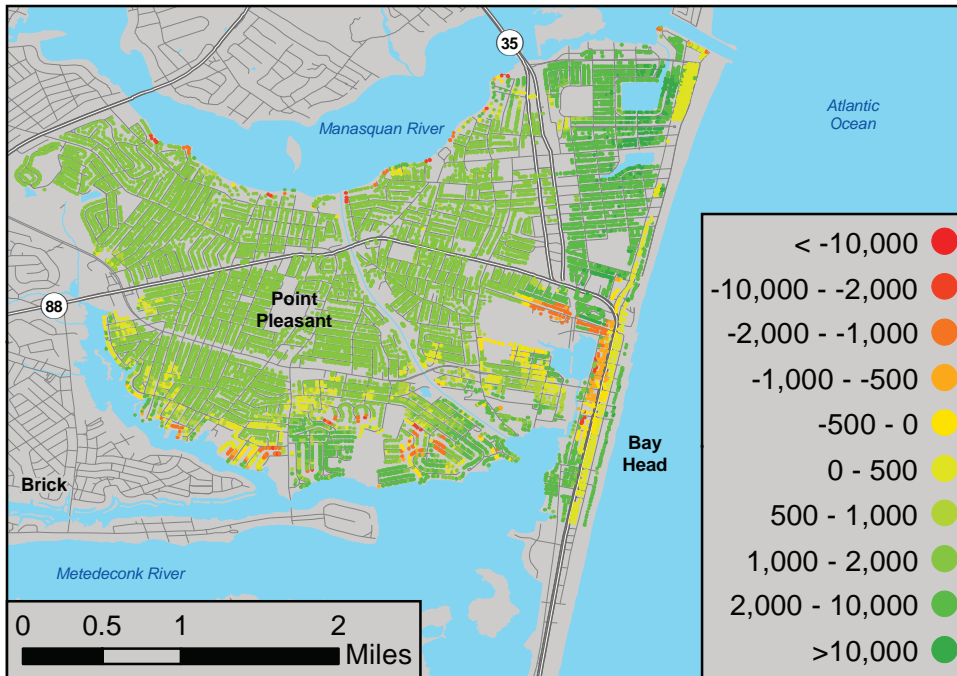 35
Manasquan River
Atlantic
Ocean
88
Point
Pleasant
Bay
Head
Brick
Metedeconk River
< -10,000
-10,000 - -2,000
-2,000 - -1,000
-1,000 - -500
-500 - 0
0 - 500
500 - 1,000
1,000 - 2,000
2,000 - 10,000
>10,000
0 0.5 1 2
Miles